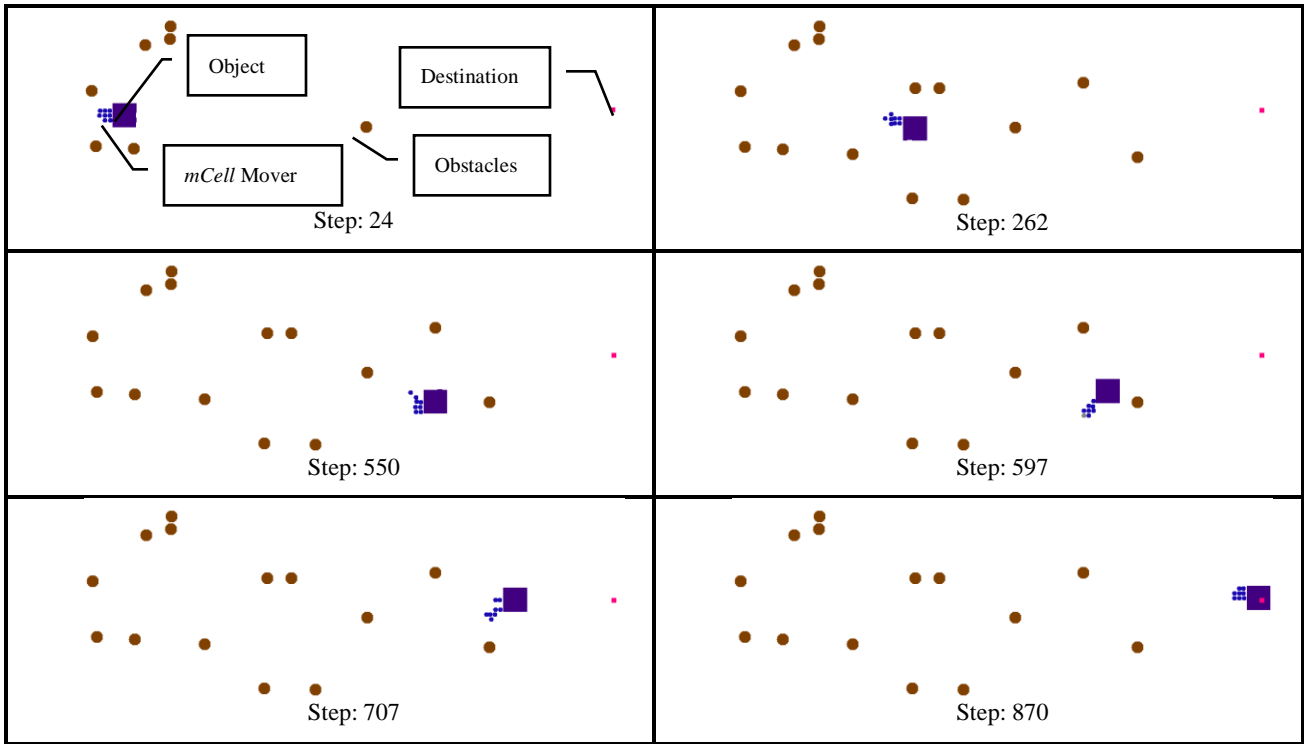 Object
Destination
mCell Mover
Obstacles
Step: 24
Step: 262
Step: 550
Step: 597
Step: 707
Step: 870